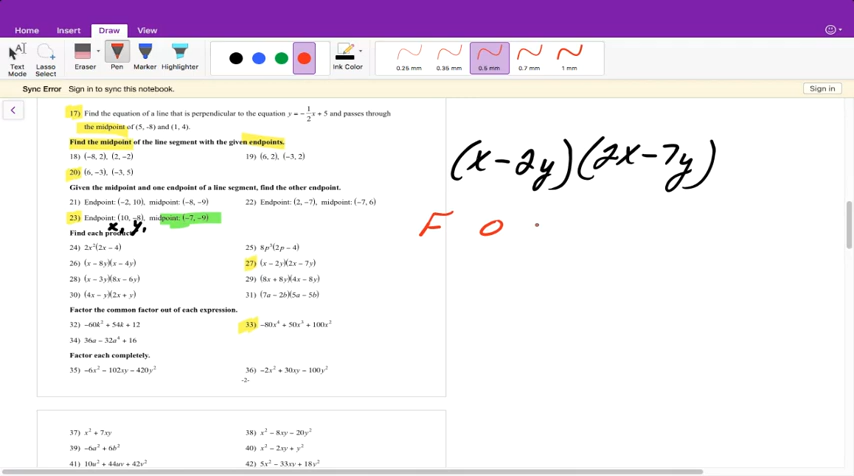 Home Insert Draw View
Text Mode Lasso Select Eraser Pen Marker Highlighter Ink Color 0.25 mm 0.35 mm 0.5 mm 0.7 mm 1 mm
Sync Error Sign in to sync this notebook. Sign in
17) Find the equation of a line that is perpendicular to the equation y = -1/2 x + 5 and passes through
the midpoint of (5, -8) and (1, 4).
Find the midpoint of the line segment with the given endpoints.
18) (-8, 2), (2, -2) 19) (6, 2), (-3, 2)
20) (6, -3), (-3, 5)
Given the midpoint and one endpoint of a line segment, find the other endpoint.
21) Endpoint: (-2, 10), midpoint: (-8, -9) 22) Endpoint: (2, -7), midpoint: (-7, 6)
23) Endpoint: (10, -8), midpoint: (-7, -9)
x, y,
Find each product.
24) 2x²(2x - 4) 25) 8p³(2p - 4)
26) (x - 8y)(x - 4y) 27) (x - 2y)(2x - 7y)
28) (x - 3y)(8x - 6y) 29) (8x + 8y)(4x - 8y)
30) (4x - y)(2x + y) 31) (7a - 2b)(5a - 5b)
Factor the common factor out of each expression.
32) -60k² + 54k + 12 33) -80x⁴ + 50x³ + 100x²
34) 36a - 32a⁴ + 16
Factor each completely.
35) -6x² - 102xy - 420y² 36) -2x² + 30xy - 100y²
-2-
37) x² + 7xy 38) x² - 8xy - 20y²
39) -6a² + 6b² 40) x² - 2xy + y²
41) 10u² + 44uv + 42v² 42) 5x² - 33xy + 18y²
(x - 2y)(2x - 7y)
F O